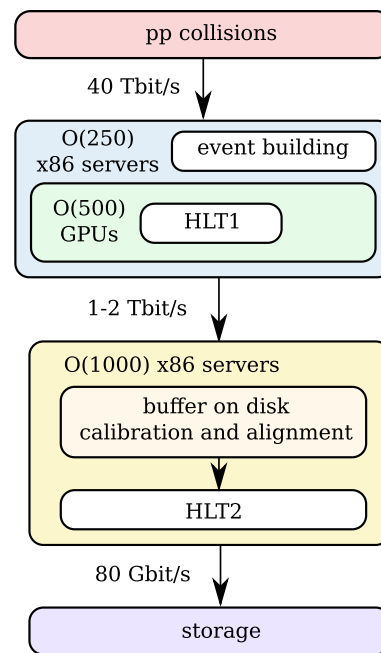 pp collisions
40 Tbit/s
O(250)
x86 servers
event building
O(500)
GPUs
HLT1
1-2 Tbit/s
O(1000) x86 servers
buffer on disk
calibration and alignment
HLT2
80 Gbit/s
storage